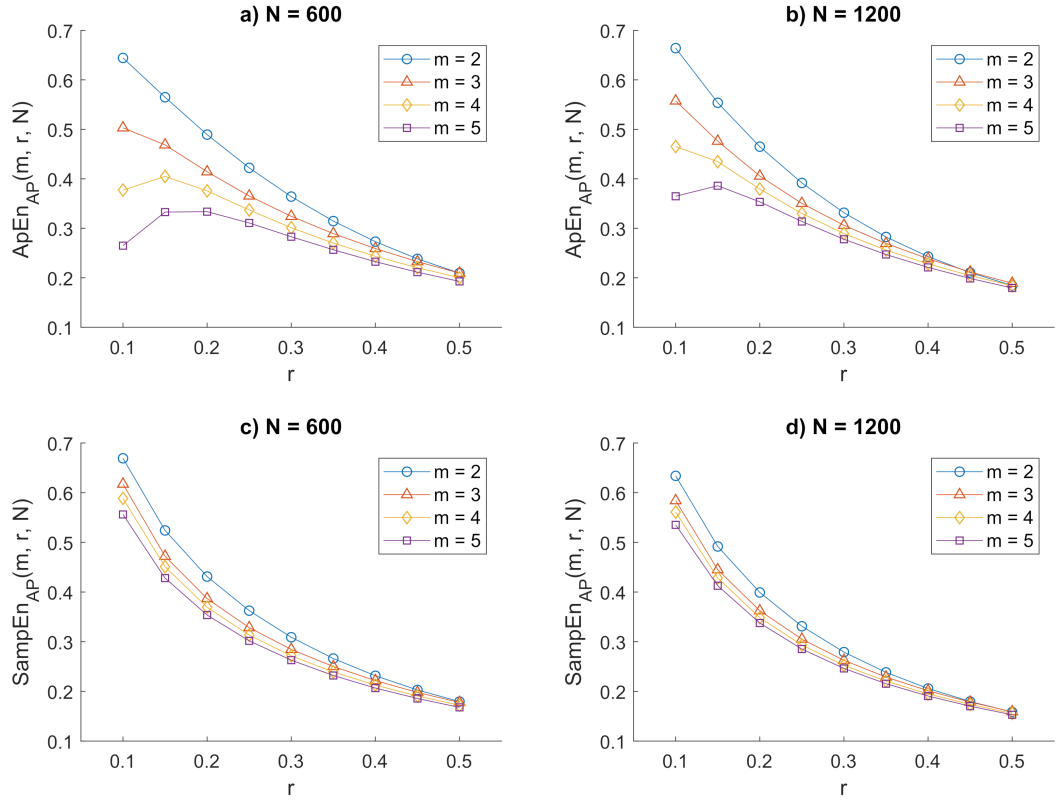 a) N = 600
0.7
0.6
0.5
0.4
0.3
0.2
0.1
ApEn_AP(m, r, N)
0.1 0.2 0.3 0.4 0.5
r
m = 2
m = 3
m = 4
m = 5
b) N = 1200
0.7
0.6
0.5
0.4
0.3
0.2
0.1
ApEn_AP(m, r, N)
0.1 0.2 0.3 0.4 0.5
r
m = 2
m = 3
m = 4
m = 5
c) N = 600
0.7
0.6
0.5
0.4
0.3
0.2
0.1
SampEn_AP(m, r, N)
0.1 0.2 0.3 0.4 0.5
r
m = 2
m = 3
m = 4
m = 5
d) N = 1200
0.7
0.6
0.5
0.4
0.3
0.2
0.1
SampEn_AP(m, r, N)
0.1 0.2 0.3 0.4 0.5
r
m = 2
m = 3
m = 4
m = 5